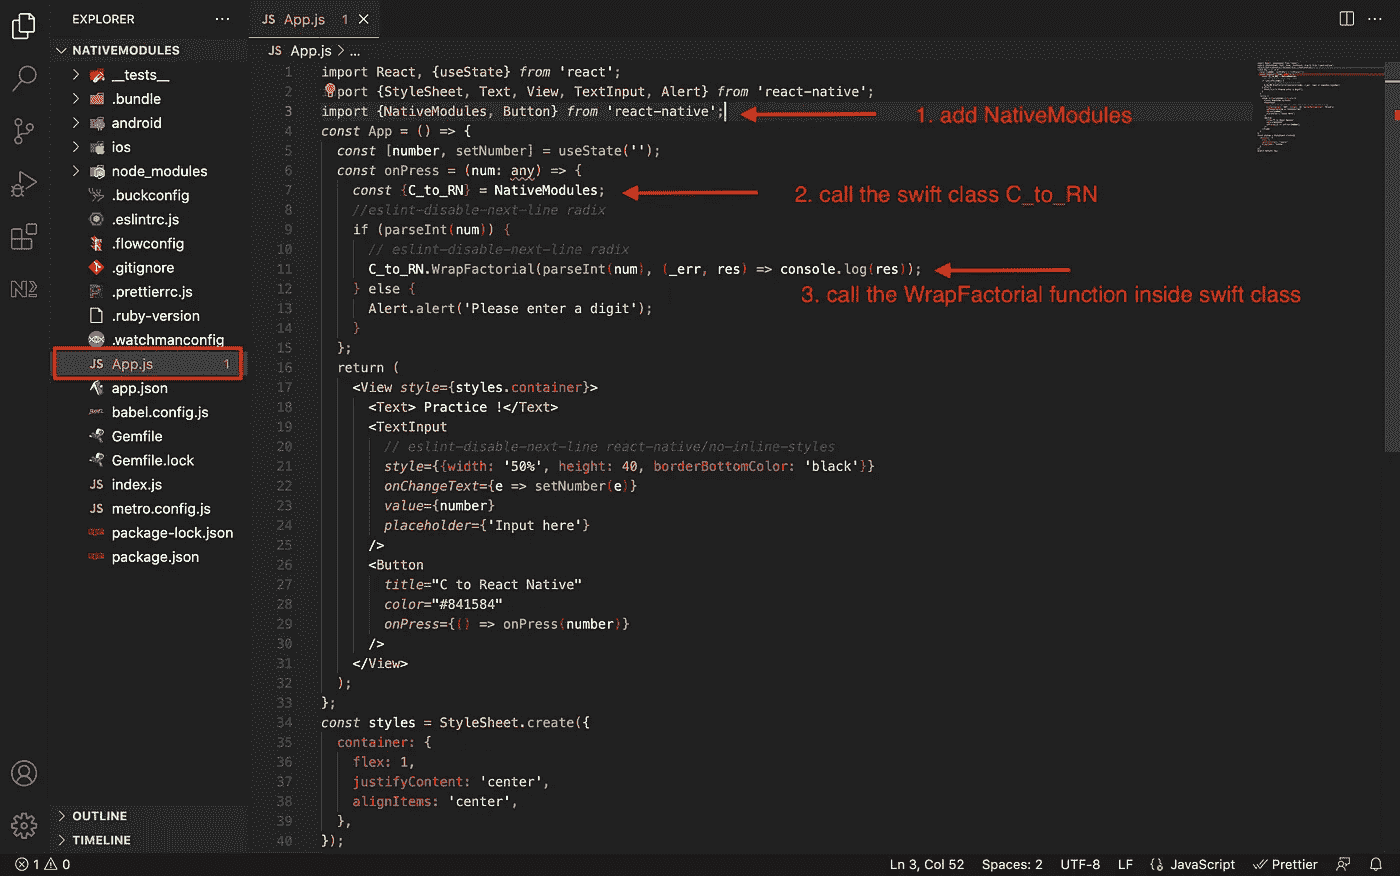 EXPLORER
NATIVEMODULES
__tests__
.bundle
android
ios
node_modules
.buckconfig
.eslintrc.js
.flowconfig
.gitignore
.prettierrc.js
.ruby-version
.watchmanconfig
JS App.js 1
app.json
babel.config.js
Gemfile
Gemfile.lock
JS index.js
JS metro.config.js
package-lock.json
package.json
OUTLINE
TIMELINE
JS App.js 1
JS App.js > ...
1 import React, {useState} from 'react';
2 port {StyleSheet, Text, View, TextInput, Alert} from 'react-native';
3 import {NativeModules, Button} from 'react-native';
1. add NativeModules
4 const App = () => {
5 const [number, setNumber] = useState('');
6 const onPress = (num: any) => {
7 const {C_to_RN} = NativeModules;
2. call the swift class C_to_RN
8 //eslint-disable-next-line radix
9 if (parseInt(num)) {
10 // eslint-disable-next-line radix
11 C_to_RN.WrapFactorial(parseInt(num), (_err, res) => console.log(res));
3. call the WrapFactorial function inside swift class
12 } else {
13 Alert.alert('Please enter a digit');
14 }
15 };
16 return (
17 <View style={styles.container}>
18 <Text> Practice !</Text>
19 <TextInput
20 // eslint-disable-next-line react-native/no-inline-styles
21 style={{width: '50%', height: 40, borderBottomColor: 'black'}}
22 onChangeText={e => setNumber(e)}
23 value={number}
24 placeholder={'Input here'}
25 />
26 <Button
27 title="C to React Native"
28 color="#841584"
29 onPress={() => onPress(number)}
30 />
31 </View>
32 );
33 };
34 const styles = StyleSheet.create({
35 container: {
36 flex: 1,
37 justifyContent: 'center',
38 alignItems: 'center',
39 },
40 });
1 0
Ln 3, Col 52 Spaces: 2 UTF-8 LF JavaScript Prettier